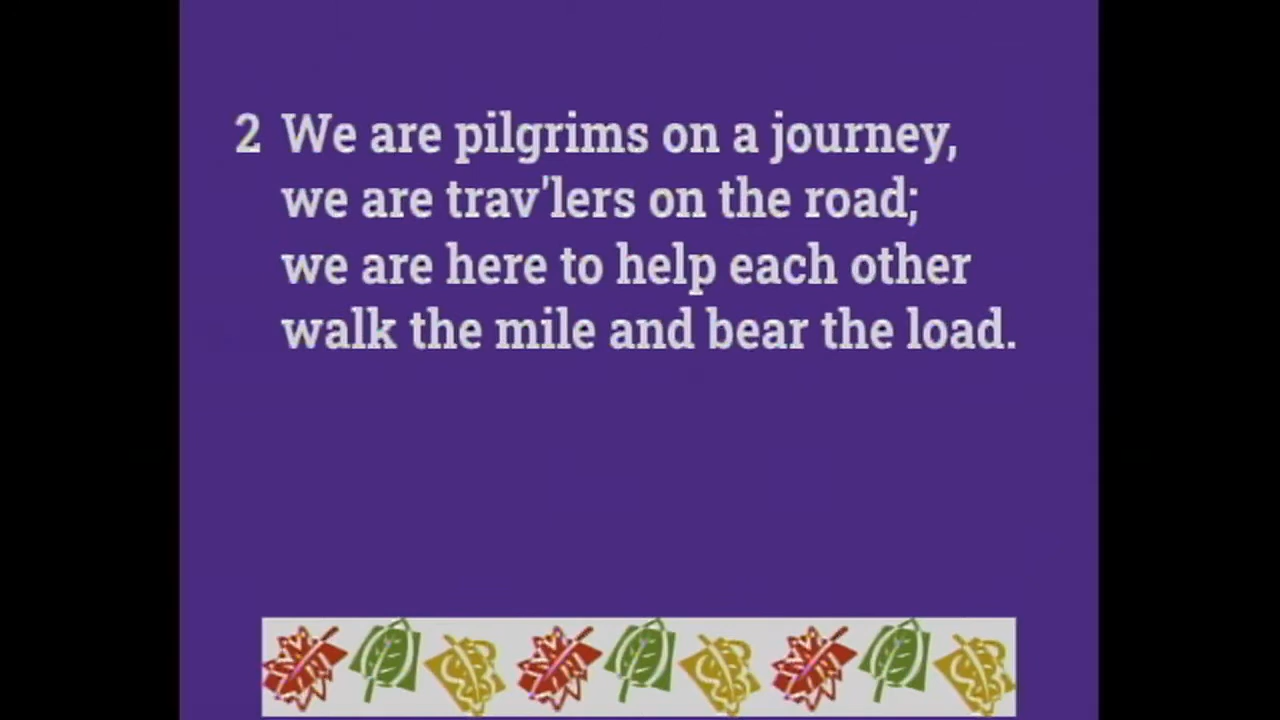 2 We are pilgrims on a journey,
we are trav'lers on the road;
we are here to help each other
walk the mile and bear the load.